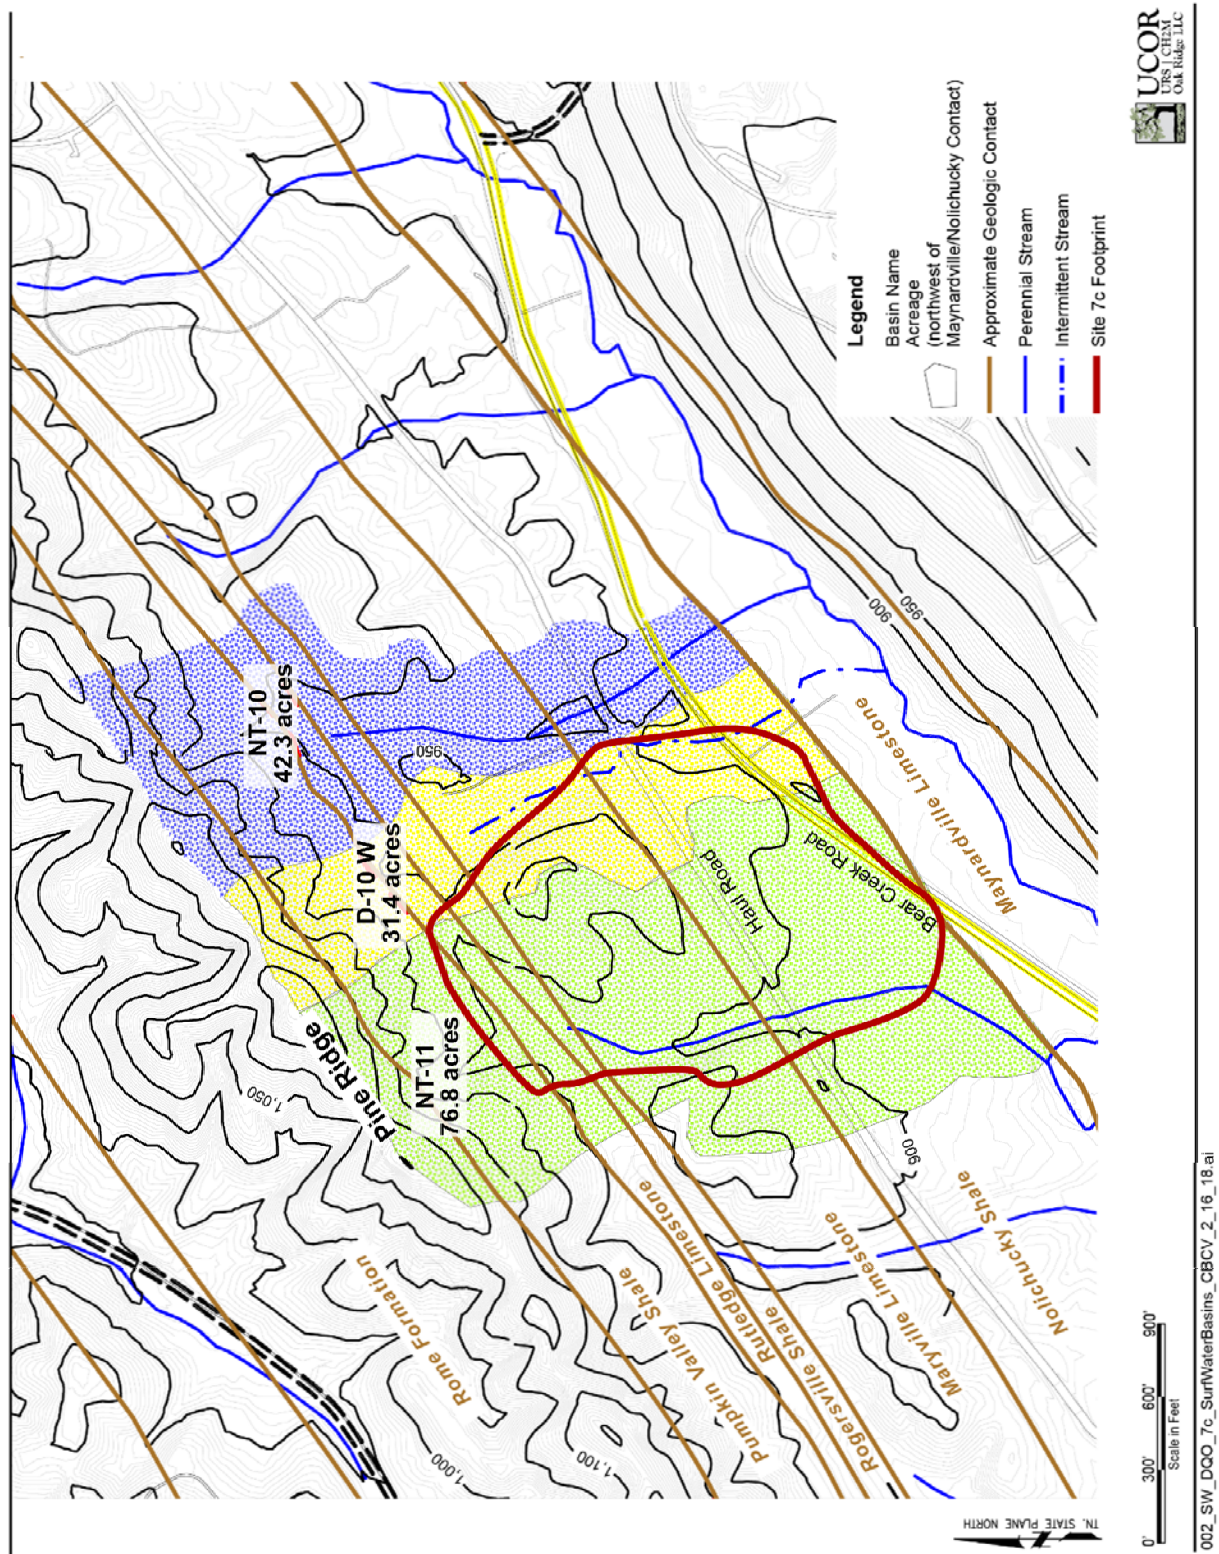 NT-10
42.3 acres
D-10 W
31.4 acres
NT-11
76.8 acres
Pine Ridge
950
1,050
Haul Road
Bear Creek Road
900
950
900
1,000
1,100
Rome Formation
Pumpkin Valley Shale
Rutledge Limestone
Rogersville Shale
Maryville Limestone
Nolichucky Shale
Maynardville Limestone
Legend
Basin Name
Acreage
(northwest of
Maynardville/Nolichucky Contact)
Approximate Geologic Contact
Perennial Stream
Intermittent Stream
Site 7c Footprint
TN. STATE PLANE NORTH
0' 300' 600' 900'
Scale in Feet
UCOR
URS | CH2M
Oak Ridge LLC
002_SW_DQO_7c_SurfWaterBasins_CBCV_2_16_18.ai